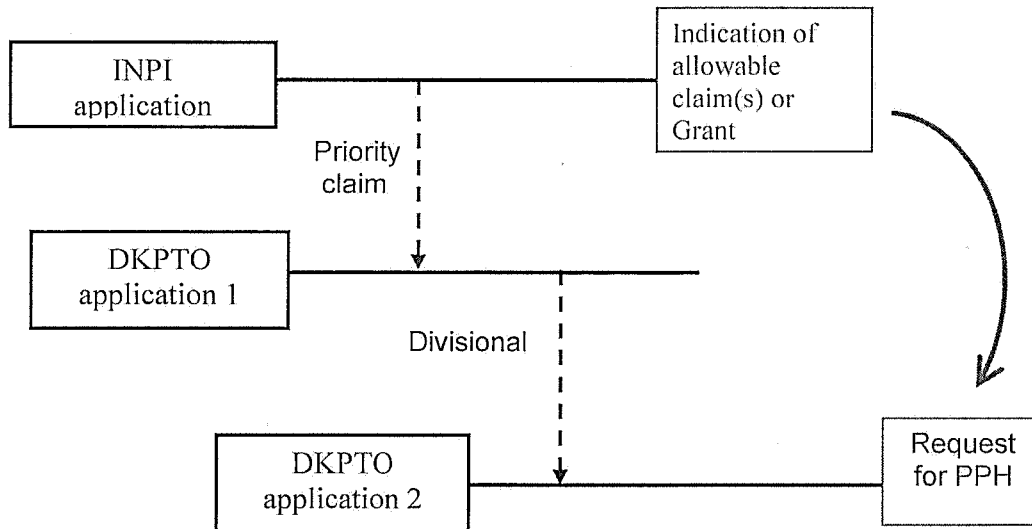 INPI
application
Indication of
allowable
claim(s) or
Grant
Priority
claim
DKPTO
application 1
Divisional
DKPTO
application 2
Request
for PPH